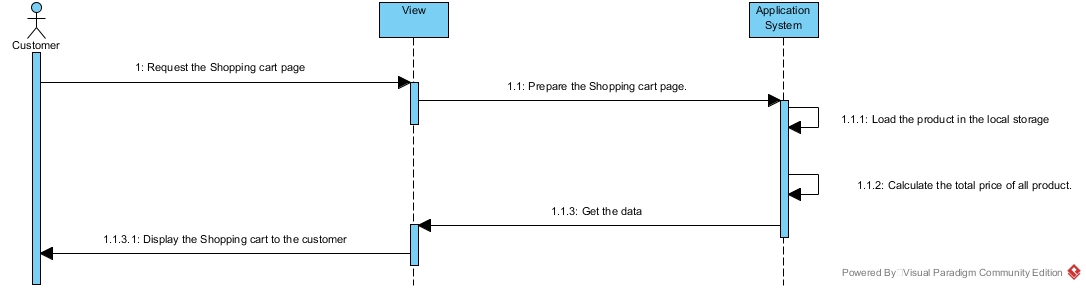 View
Application
System
Customer
1: Request the Shopping cart page
1.1: Prepare the Shopping cart page.
1.1.1: Load the product in the local storage
1.1.2: Calculate the total price of all product.
1.1.3: Get the data
1.1.3.1: Display the Shopping cart to the customer
Powered By Visual Paradigm Community Edition